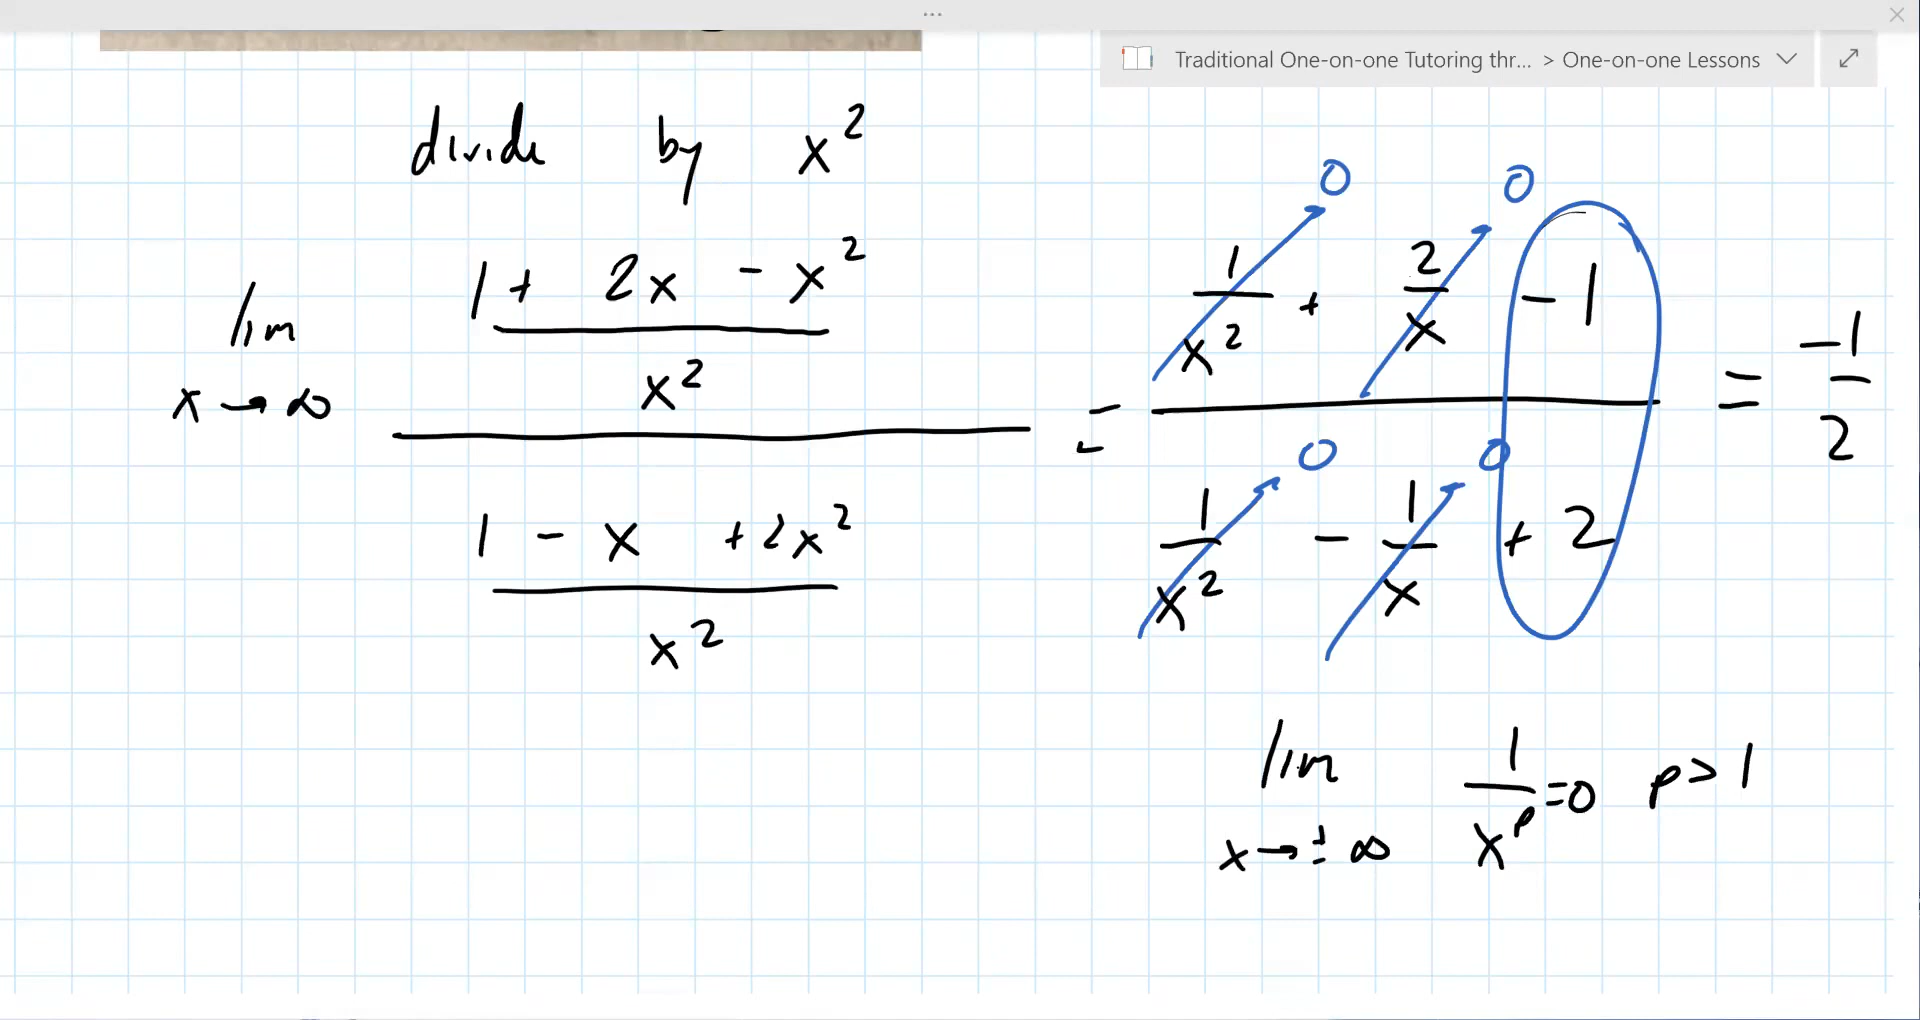 ...
Traditional One-on-one Tutoring thr... > One-on-one Lessons
divide by x²
lim x→∞ ((1 + 2x - x²)/x²) / ((1 - x + 2x²)/x²) = (1/x² + 2/x - 1) / (1/x² - 1/x + 2) = -1/2
0 0
0 0
lim x→±∞ 1/x^p = 0 p > 1